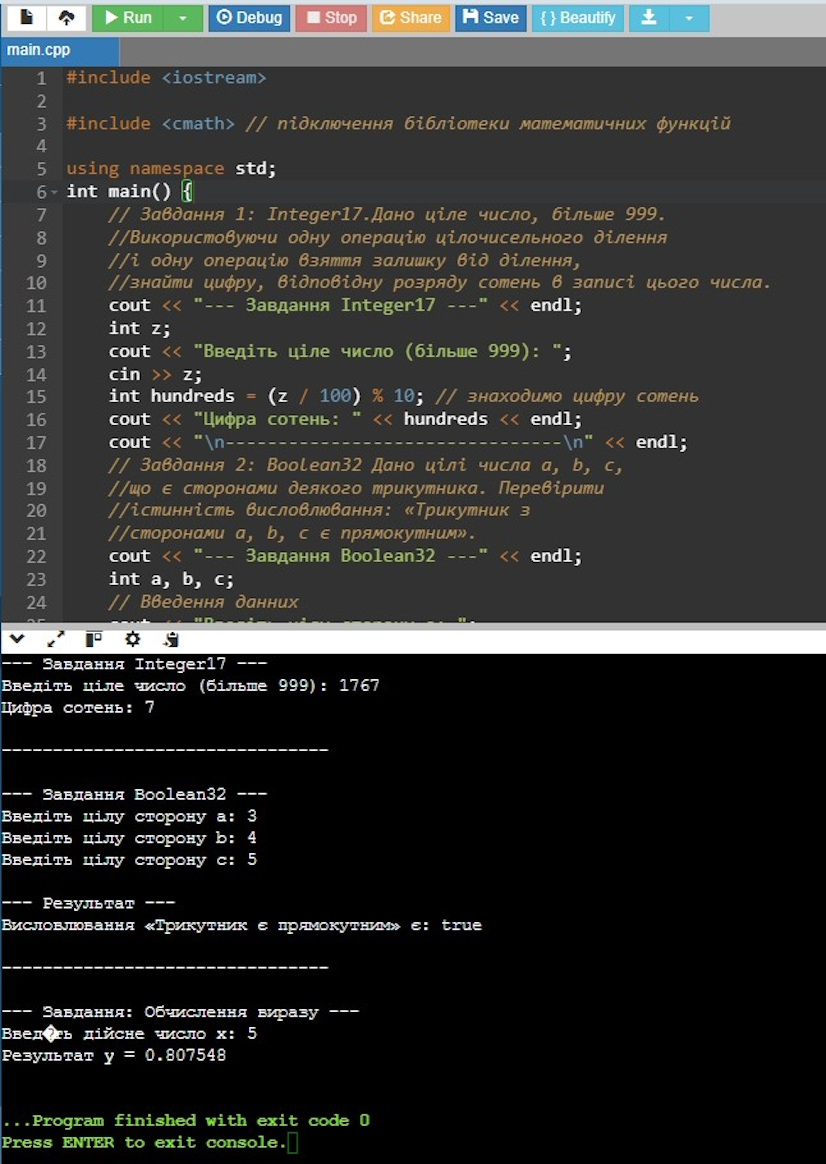 Run Debug Stop Share Save { } Beautify
main.cpp
1 #include <iostream>
2
3 #include <cmath> // підключення бібліотеки математичних функцій
4
5 using namespace std;
6 int main() {
7 // Завдання 1: Integer17.Дано ціле число, більше 999.
8 //Використовуючи одну операцію цілочисельного ділення
9 //і одну операцію взяття залишку від ділення,
10 //знайти цифру, відповідну розряду сотень в записі цього числа.
11 cout << "--- Завдання Integer17 ---" << endl;
12 int z;
13 cout << "Введіть ціле число (більше 999): ";
14 cin >> z;
15 int hundreds = (z / 100) % 10; // знаходимо цифру сотень
16 cout << "Цифра сотень: " << hundreds << endl;
17 cout << "\n--------------------------------\n" << endl;
18 // Завдання 2: Boolean32 Дано цілі числа a, b, c,
19 //що є сторонами деякого трикутника. Перевірити
20 //істинність висловлювання: «Трикутник з
21 //сторонами a, b, c є прямокутним».
22 cout << "--- Завдання Boolean32 ---" << endl;
23 int a, b, c;
24 // Введення данних
25 cout << "Введіть цілу сторону a: ";
--- Завдання Integer17 ---
Введіть ціле число (більше 999): 1767
Цифра сотень: 7
--------------------------------
--- Завдання Boolean32 ---
Введіть цілу сторону a: 3
Введіть цілу сторону b: 4
Введіть цілу сторону c: 5
--- Результат ---
Висловлювання «Трикутник є прямокутним» є: true
--------------------------------
--- Завдання: Обчислення виразу ---
Введ�ть дійсне число x: 5
Результат y = 0.807548
...Program finished with exit code 0
Press ENTER to exit console.